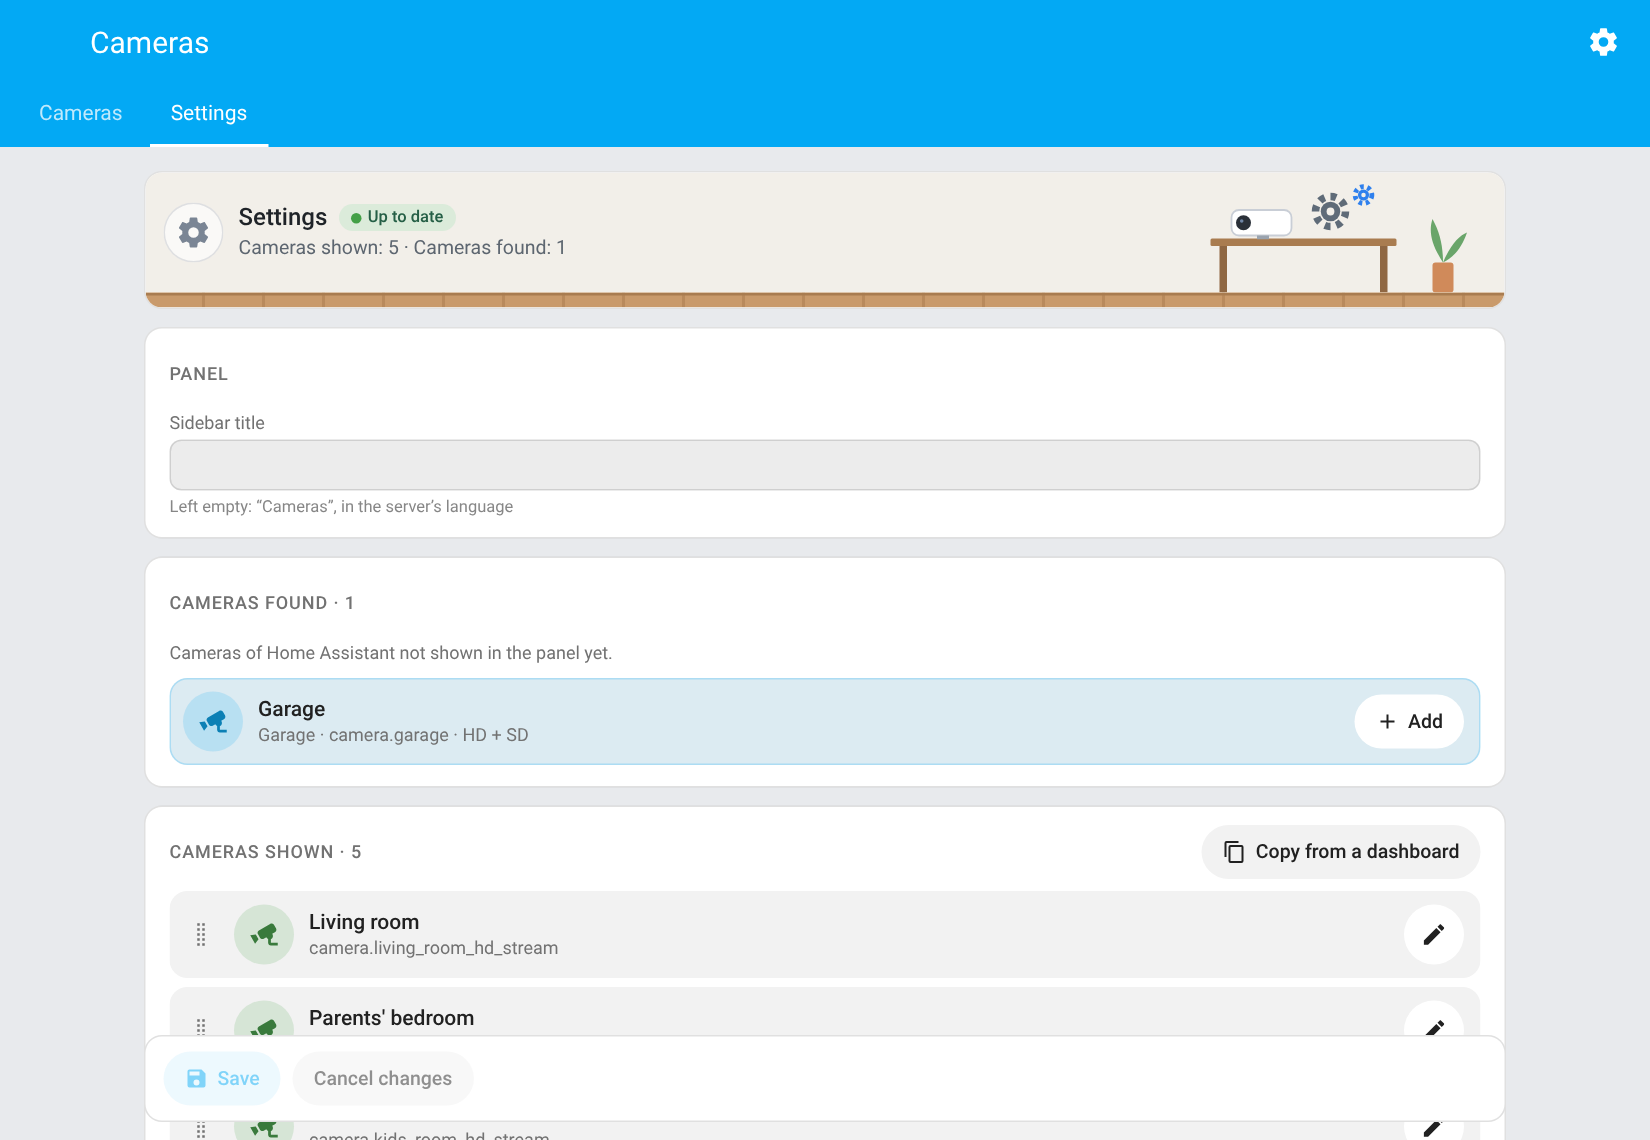 Cameras
Cameras
Settings
Settings
Up to date
Cameras shown: 5 · Cameras found: 1
PANEL
Sidebar title
Left empty: “Cameras”, in the server’s language
CAMERAS FOUND · 1
Cameras of Home Assistant not shown in the panel yet.
Garage
Garage · camera.garage · HD + SD
Add
CAMERAS SHOWN · 5
Copy from a dashboard
Living room
camera.living_room_hd_stream
Parents' bedroom
Save
Cancel changes
camera.kids_room_hd_stream